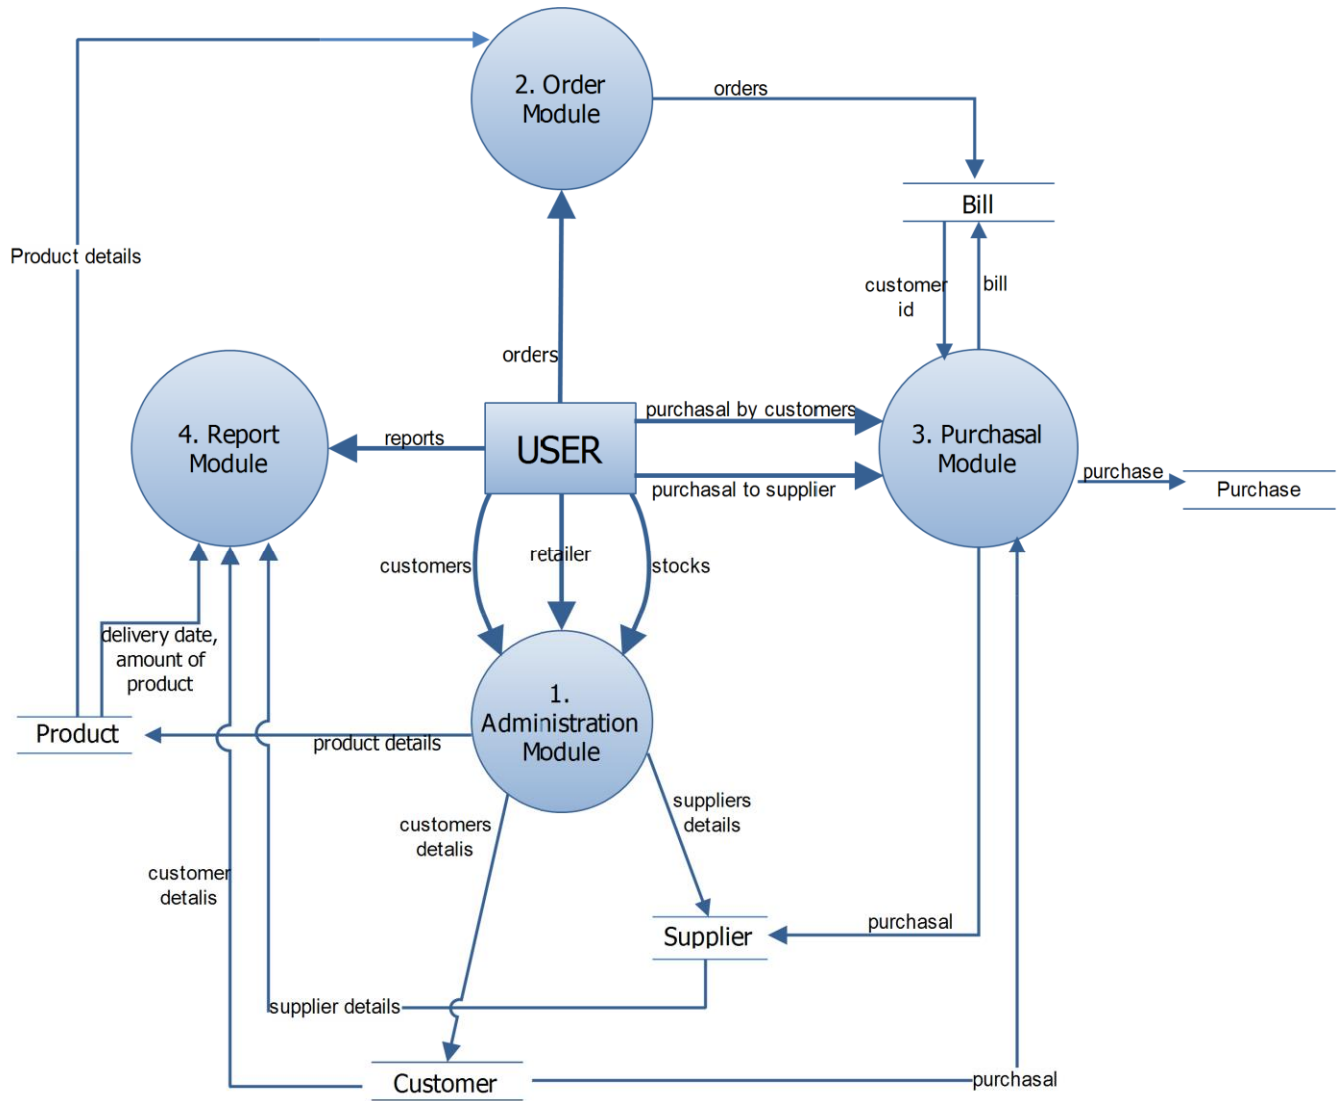 2. Order
Module
orders
Bill
Product details
customer
id
bill
orders
4. Report
Module
reports
USER
purchasal by customers
purchasal to supplier
3. Purchasal
Module
purchase
Purchase
customers
retailer
stocks
delivery date,
amount of
product
1.
Administration
Module
Product
product details
suppliers
details
customers
detalis
customer
detalis
purchasal
Supplier
supplier details
Customer
purchasal